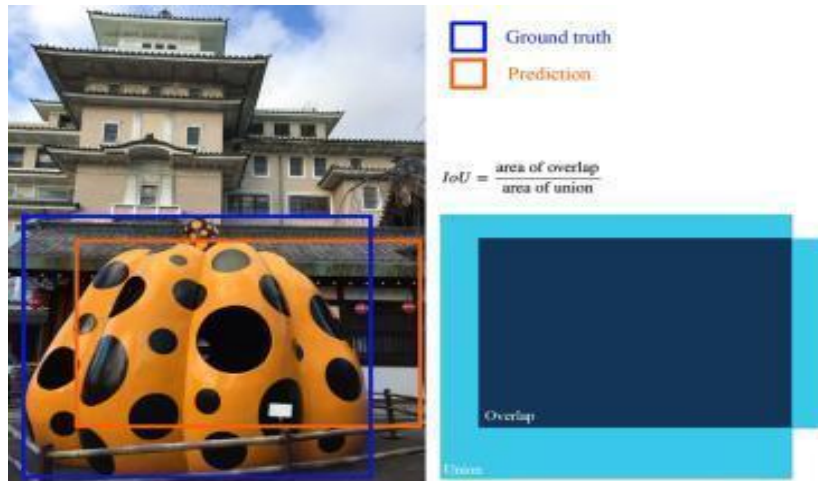 Ground truth
Prediction
IoU = area of overlap / area of union
Overlap
Union